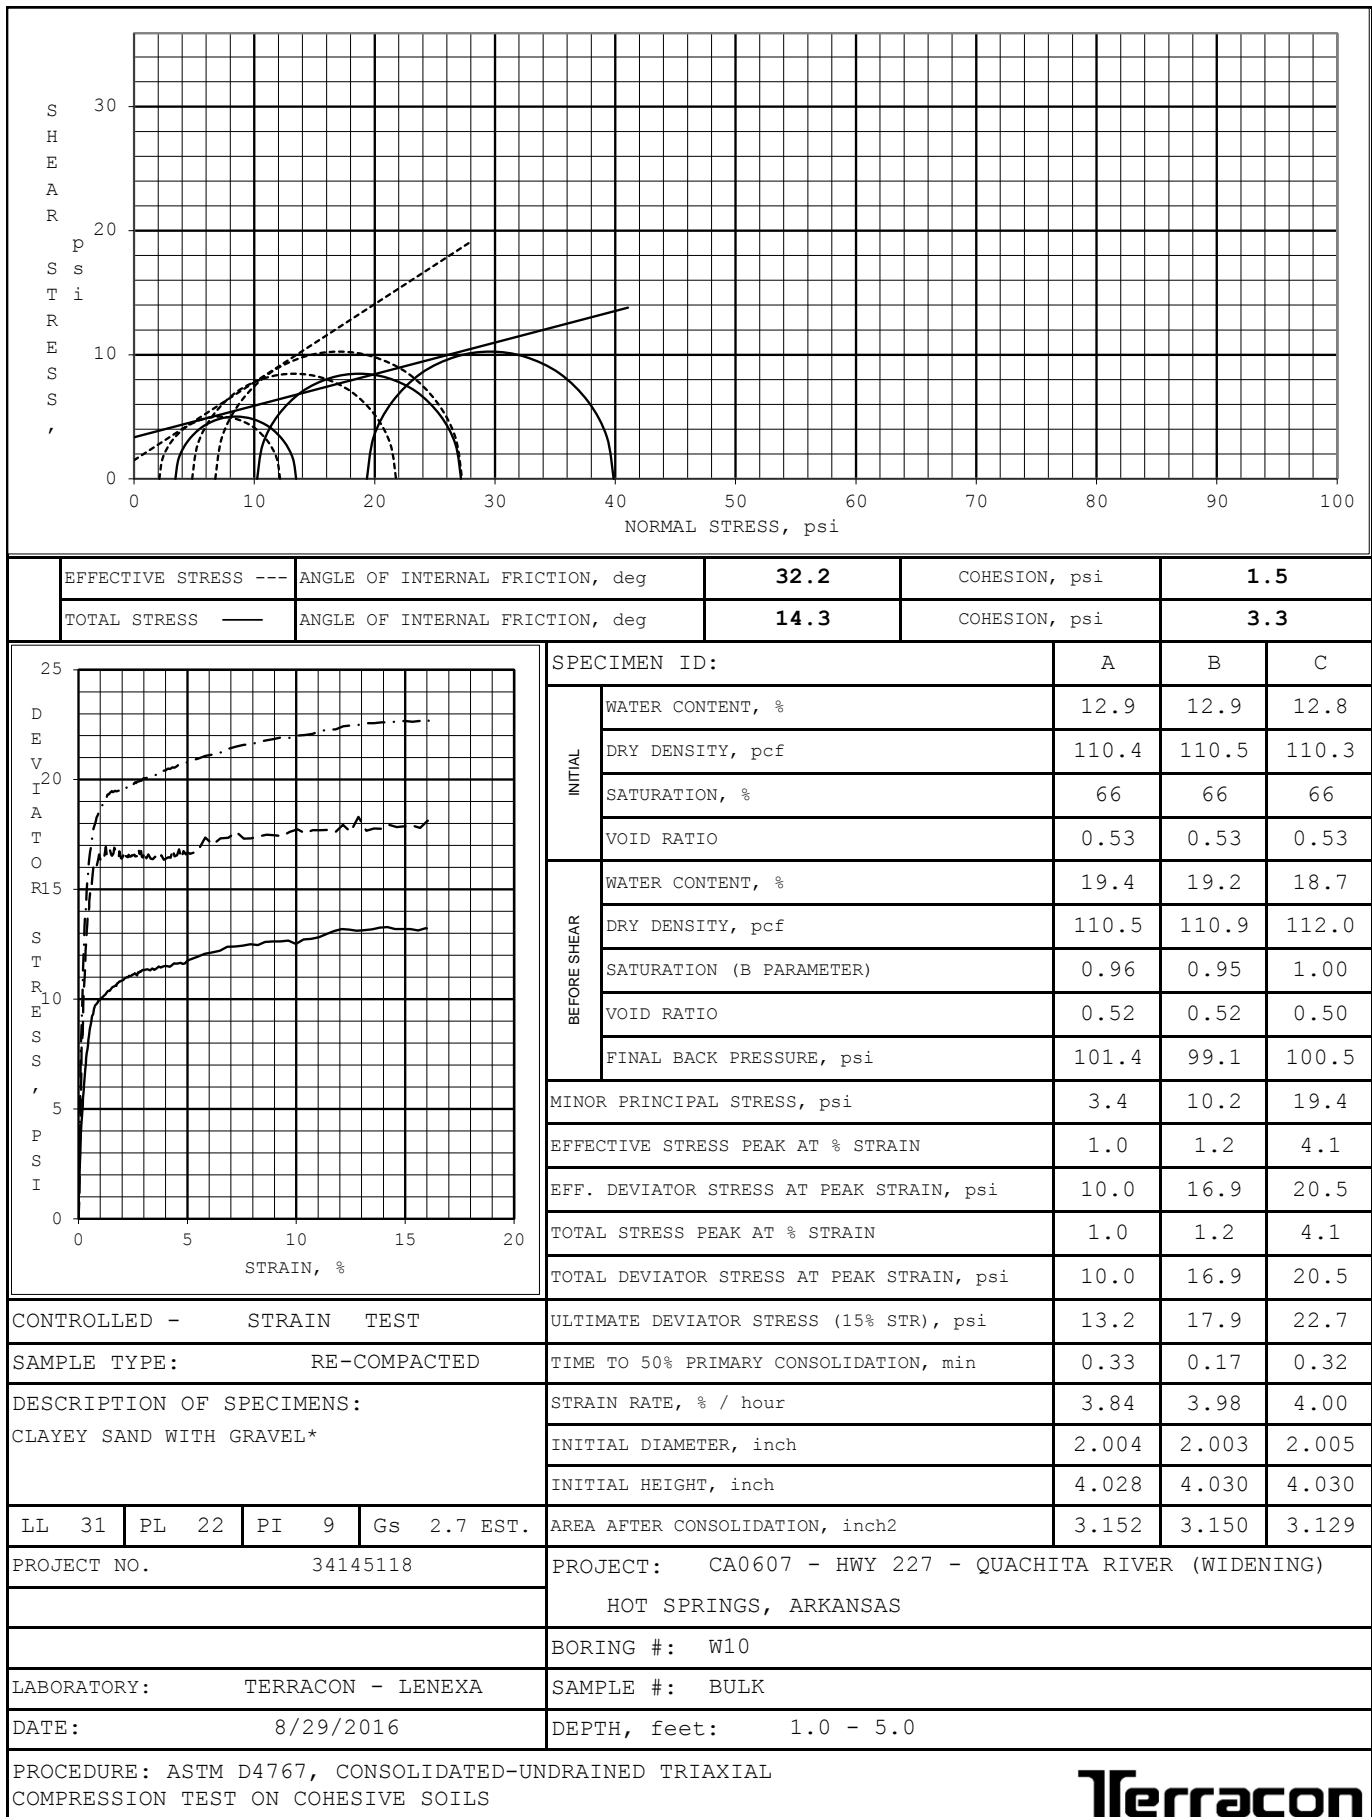 SHEAR STRESS, psi
30
20
10
0
0 10 20 30 40 50 60 70 80 90 100
NORMAL STRESS, psi
EFFECTIVE STRESS --- ANGLE OF INTERNAL FRICTION, deg 32.2 COHESION, psi 1.5
TOTAL STRESS —— ANGLE OF INTERNAL FRICTION, deg 14.3 COHESION, psi 3.3
DEVIATOR STRESS, PSI
25
20
15
10
5
0
0 5 10 15 20
STRAIN, %
SPECIMEN ID: A B C
INITIAL
WATER CONTENT, % 12.9 12.9 12.8
DRY DENSITY, pcf 110.4 110.5 110.3
SATURATION, % 66 66 66
VOID RATIO 0.53 0.53 0.53
BEFORE SHEAR
WATER CONTENT, % 19.4 19.2 18.7
DRY DENSITY, pcf 110.5 110.9 112.0
SATURATION (B PARAMETER) 0.96 0.95 1.00
VOID RATIO 0.52 0.52 0.50
FINAL BACK PRESSURE, psi 101.4 99.1 100.5
MINOR PRINCIPAL STRESS, psi 3.4 10.2 19.4
EFFECTIVE STRESS PEAK AT % STRAIN 1.0 1.2 4.1
EFF. DEVIATOR STRESS AT PEAK STRAIN, psi 10.0 16.9 20.5
TOTAL STRESS PEAK AT % STRAIN 1.0 1.2 4.1
TOTAL DEVIATOR STRESS AT PEAK STRAIN, psi 10.0 16.9 20.5
CONTROLLED - STRAIN TEST
ULTIMATE DEVIATOR STRESS (15% STR), psi 13.2 17.9 22.7
SAMPLE TYPE: RE-COMPACTED
TIME TO 50% PRIMARY CONSOLIDATION, min 0.33 0.17 0.32
DESCRIPTION OF SPECIMENS:
CLAYEY SAND WITH GRAVEL*
STRAIN RATE, % / hour 3.84 3.98 4.00
INITIAL DIAMETER, inch 2.004 2.003 2.005
INITIAL HEIGHT, inch 4.028 4.030 4.030
LL 31 PL 22 PI 9 Gs 2.7 EST.
AREA AFTER CONSOLIDATION, inch2 3.152 3.150 3.129
PROJECT NO. 34145118
PROJECT: CA0607 - HWY 227 - QUACHITA RIVER (WIDENING)
HOT SPRINGS, ARKANSAS
BORING #: W10
LABORATORY: TERRACON - LENEXA
SAMPLE #: BULK
DATE: 8/29/2016
DEPTH, feet: 1.0 - 5.0
PROCEDURE: ASTM D4767, CONSOLIDATED-UNDRAINED TRIAXIAL
COMPRESSION TEST ON COHESIVE SOILS
Terracon